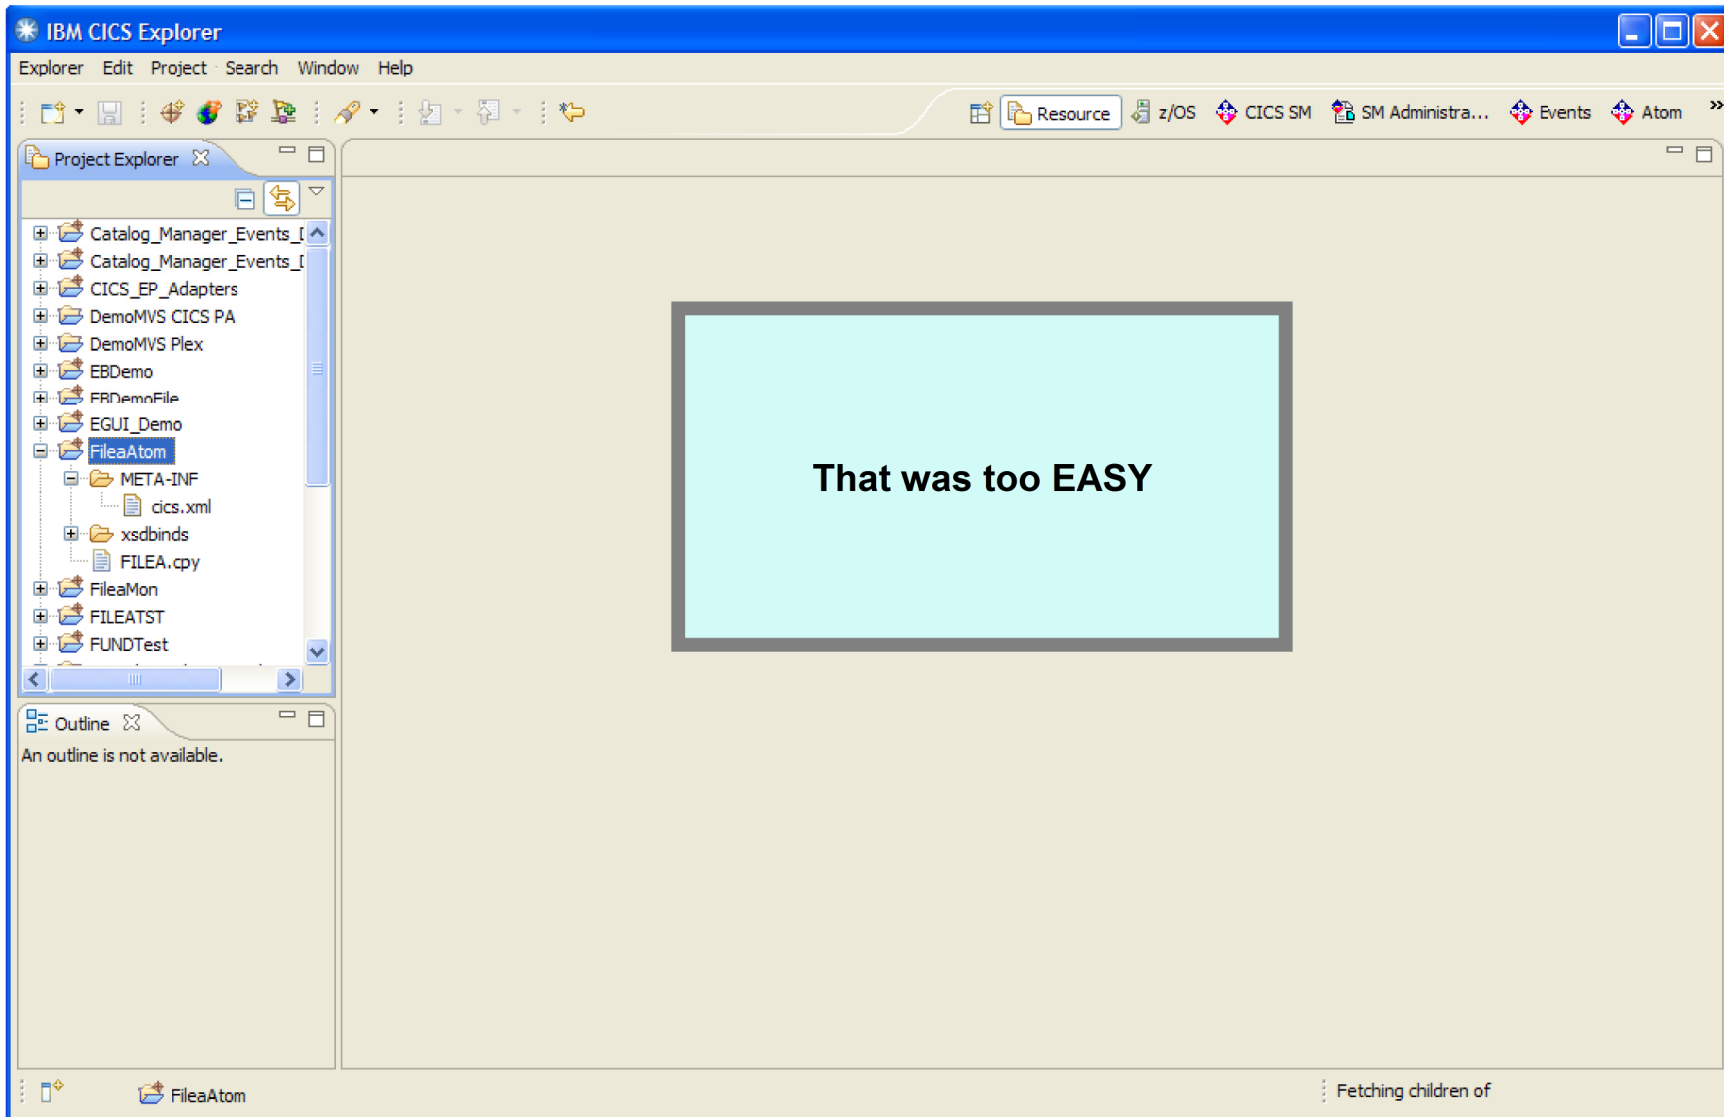 IBM CICS Explorer
Explorer Edit Project Search Window Help
Resource z/OS CICS SM SM Administra... Events Atom »
Project Explorer
Catalog_Manager_Events_
Catalog_Manager_Events_
CICS_EP_Adapters
DemoMVS CICS PA
DemoMVS Plex
EBDemo
EBDemoFile
EGUI_Demo
FileaAtom
META-INF
cics.xml
xsdbinds
FILEA.cpy
FileaMon
FILEATST
FUNDTest
That was too EASY
Outline
An outline is not available.
FileaAtom
Fetching children of